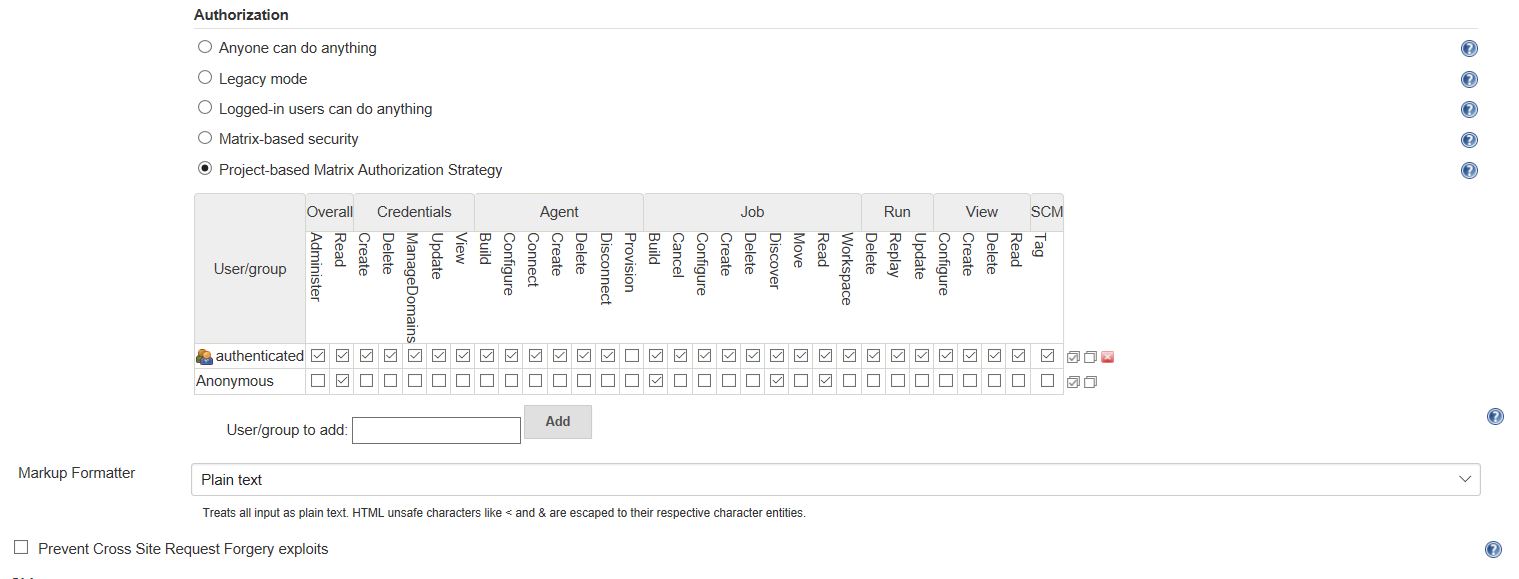 Authorization
Anyone can do anything
Legacy mode
Logged-in users can do anything
Matrix-based security
Project-based Matrix Authorization Strategy
User/group Overall Credentials Agent Job Run View SCM
Administer Read Create Delete ManageDomains Update View Build Configure Connect Create Delete Disconnect Provision Build Cancel Configure Create Delete Discover Move Read Workspace Delete Replay Update Configure Create Delete Read Tag
authenticated
Anonymous
User/group to add: Add
Markup Formatter Plain text
Treats all input as plain text. HTML unsafe characters like < and & are escaped to their respective character entities.
Prevent Cross Site Request Forgery exploits